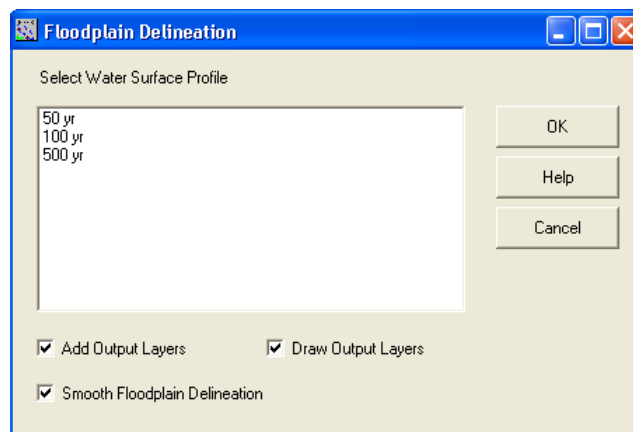 Floodplain Delineation
Select Water Surface Profile
50 yr
100 yr
500 yr
OK
Help
Cancel
Add Output Layers
Draw Output Layers
Smooth Floodplain Delineation